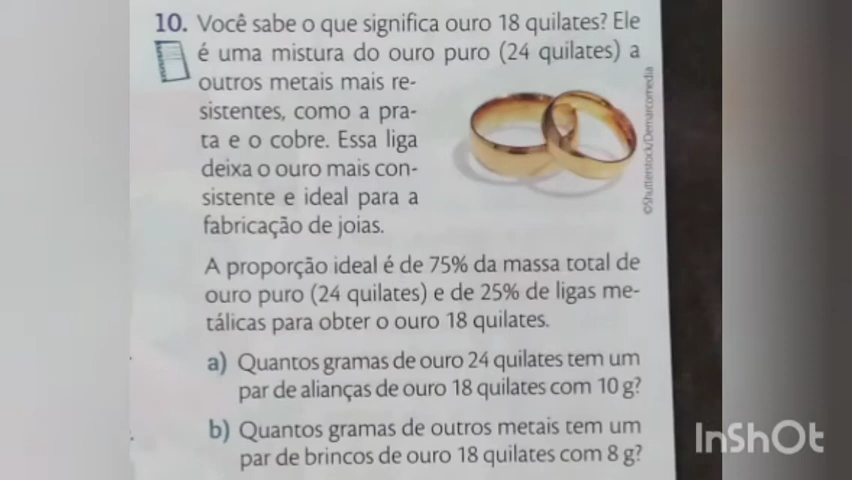 10. Você sabe o que significa ouro 18 quilates? Ele
é uma mistura do ouro puro (24 quilates) a
outros metais mais re-
sistentes, como a pra-
ta e o cobre. Essa liga
deixa o ouro mais con-
sistente e ideal para a
fabricação de joias.
©Shutterstock/Demarcomedia
A proporção ideal é de 75% da massa total de
ouro puro (24 quilates) e de 25% de ligas me-
tálicas para obter o ouro 18 quilates.
a) Quantos gramas de ouro 24 quilates tem um
par de alianças de ouro 18 quilates com 10 g?
b) Quantos gramas de outros metais tem um
par de brincos de ouro 18 quilates com 8 g?
InShOt